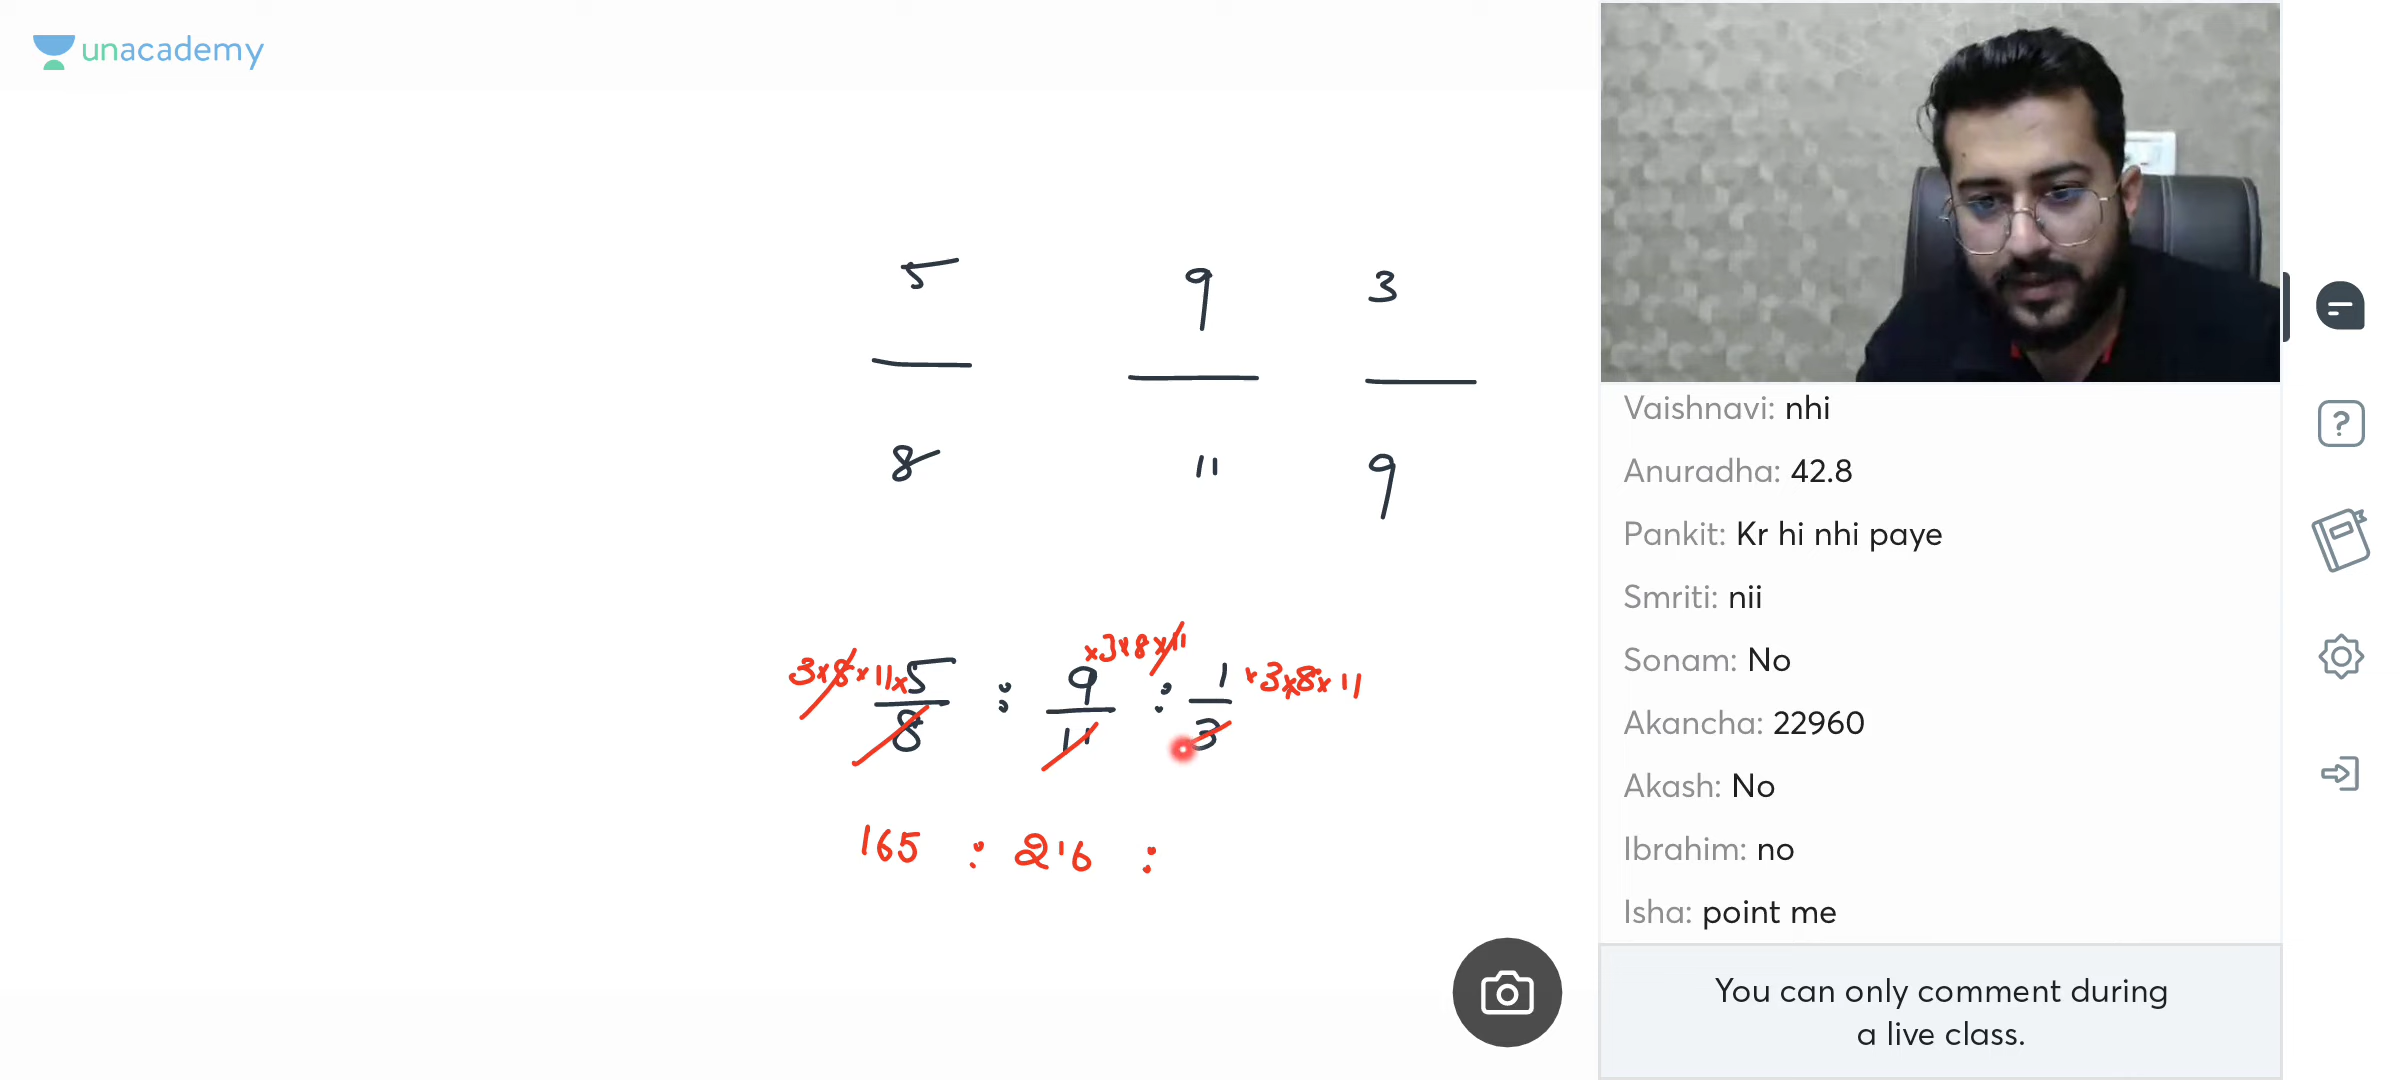 unacademy
5 9 3
8 11 9
3×8×11× ×3×8×11 ×3×8×11
5 : 9 : 1
8 11 3
165 : 216 :
Vaishnavi: nhi
Anuradha: 42.8
Pankit: Kr hi nhi paye
Smriti: nii
Sonam: No
Akancha: 22960
Akash: No
Ibrahim: no
Isha: point me
You can only comment during
a live class.
?